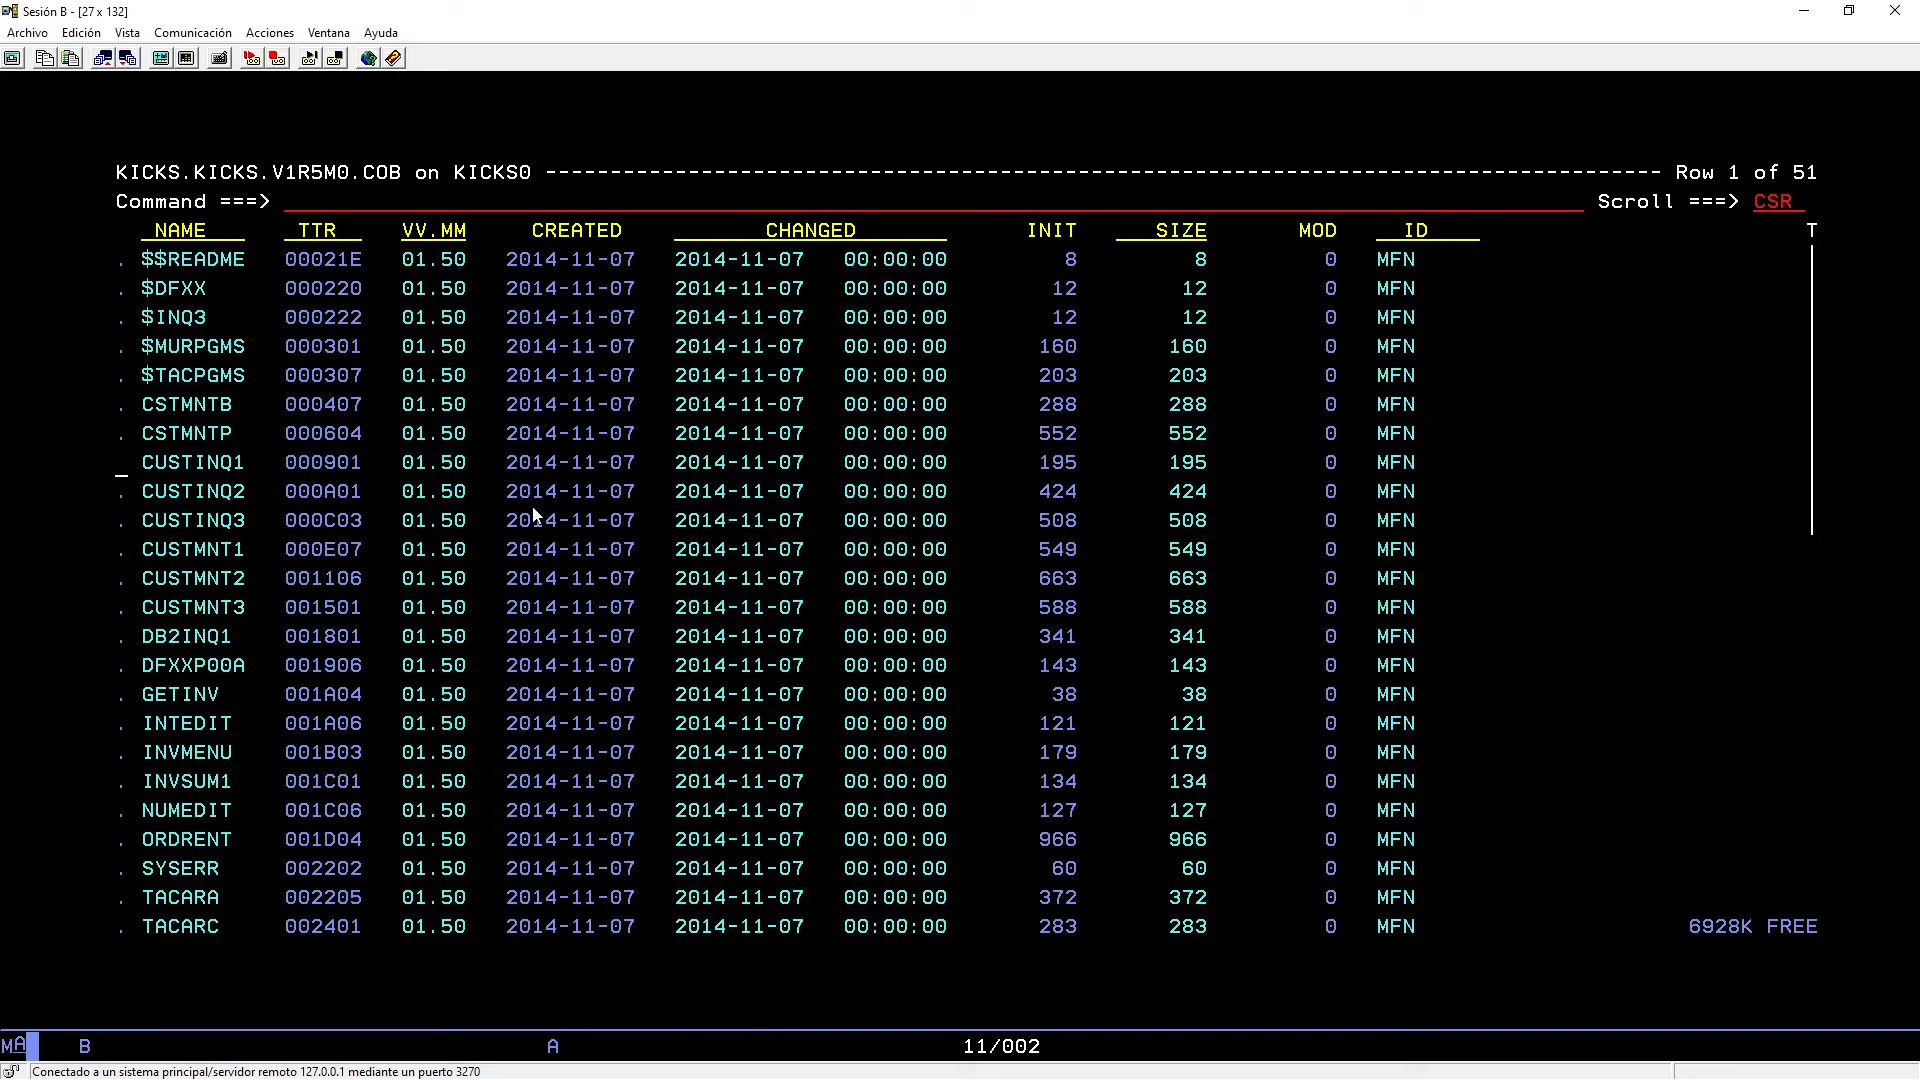 Sesión B - [27 x 132]
Archivo Edición Vista Comunicación Acciones Ventana Ayuda
KICKS.KICKS.V1R5M0.COB on KICKS0 -------------------------------------------------------------------------------------- Row 1 of 51
Command ===> Scroll ===> CSR
NAME TTR VV.MM CREATED CHANGED INIT SIZE MOD ID T
. $$README 00021E 01.50 2014-11-07 2014-11-07 00:00:00 8 8 0 MFN
. $DFXX 000220 01.50 2014-11-07 2014-11-07 00:00:00 12 12 0 MFN
. $INQ3 000222 01.50 2014-11-07 2014-11-07 00:00:00 12 12 0 MFN
. $MURPGMS 000301 01.50 2014-11-07 2014-11-07 00:00:00 160 160 0 MFN
. $TACPGMS 000307 01.50 2014-11-07 2014-11-07 00:00:00 203 203 0 MFN
. CSTMNTB 000407 01.50 2014-11-07 2014-11-07 00:00:00 288 288 0 MFN
. CSTMNTP 000604 01.50 2014-11-07 2014-11-07 00:00:00 552 552 0 MFN
_ CUSTINQ1 000901 01.50 2014-11-07 2014-11-07 00:00:00 195 195 0 MFN
. CUSTINQ2 000A01 01.50 2014-11-07 2014-11-07 00:00:00 424 424 0 MFN
. CUSTINQ3 000C03 01.50 2014-11-07 2014-11-07 00:00:00 508 508 0 MFN
. CUSTMNT1 000E07 01.50 2014-11-07 2014-11-07 00:00:00 549 549 0 MFN
. CUSTMNT2 001106 01.50 2014-11-07 2014-11-07 00:00:00 663 663 0 MFN
. CUSTMNT3 001501 01.50 2014-11-07 2014-11-07 00:00:00 588 588 0 MFN
. DB2INQ1 001801 01.50 2014-11-07 2014-11-07 00:00:00 341 341 0 MFN
. DFXXP00A 001906 01.50 2014-11-07 2014-11-07 00:00:00 143 143 0 MFN
. GETINV 001A04 01.50 2014-11-07 2014-11-07 00:00:00 38 38 0 MFN
. INTEDIT 001A06 01.50 2014-11-07 2014-11-07 00:00:00 121 121 0 MFN
. INVMENU 001B03 01.50 2014-11-07 2014-11-07 00:00:00 179 179 0 MFN
. INVSUM1 001C01 01.50 2014-11-07 2014-11-07 00:00:00 134 134 0 MFN
. NUMEDIT 001C06 01.50 2014-11-07 2014-11-07 00:00:00 127 127 0 MFN
. ORDRENT 001D04 01.50 2014-11-07 2014-11-07 00:00:00 966 966 0 MFN
. SYSERR 002202 01.50 2014-11-07 2014-11-07 00:00:00 60 60 0 MFN
. TACARA 002205 01.50 2014-11-07 2014-11-07 00:00:00 372 372 0 MFN
. TACARC 002401 01.50 2014-11-07 2014-11-07 00:00:00 283 283 0 MFN 6928K FREE
MA B A 11/002
Conectado a un sistema principal/servidor remoto 127.0.0.1 mediante un puerto 3270